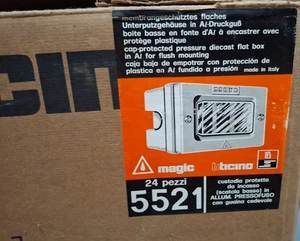 membrangeschütztes flaches
Unterputzgehäuse in Al-Druckguß
boite basse en fonte d'Al à encastrer avec
protège plastique
cap-protected pressure diecast flat box
in Al for flush mounting
caja baja de empotrar con protección de
plastica en Al fundido a presión made in Italy
cino
magic bticino
24 pezzi
5521
custodia protetta
da incasso
(scatola bassa) in
ALLUM. PRESSOFUSO
con guaina cedevole